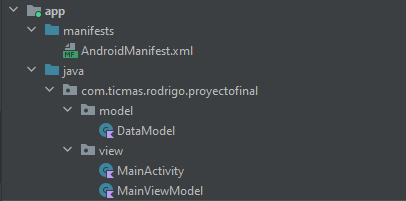 app
manifests
AndroidManifest.xml
java
com.ticmas.rodrigo.proyectofinal
model
DataModel
view
MainActivity
MainViewModel